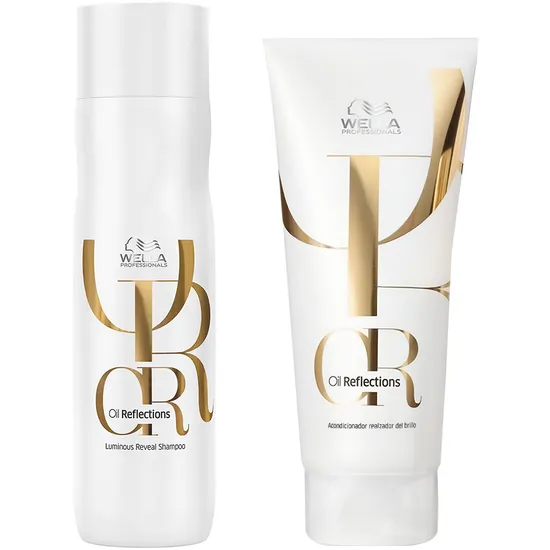 WELLA
PROFESSIONALS
Oil Reflections
Luminous Reveal Shampoo
WELLA
PROFESSIONALS
Oil Reflections
Acondicionador realzador del brillo